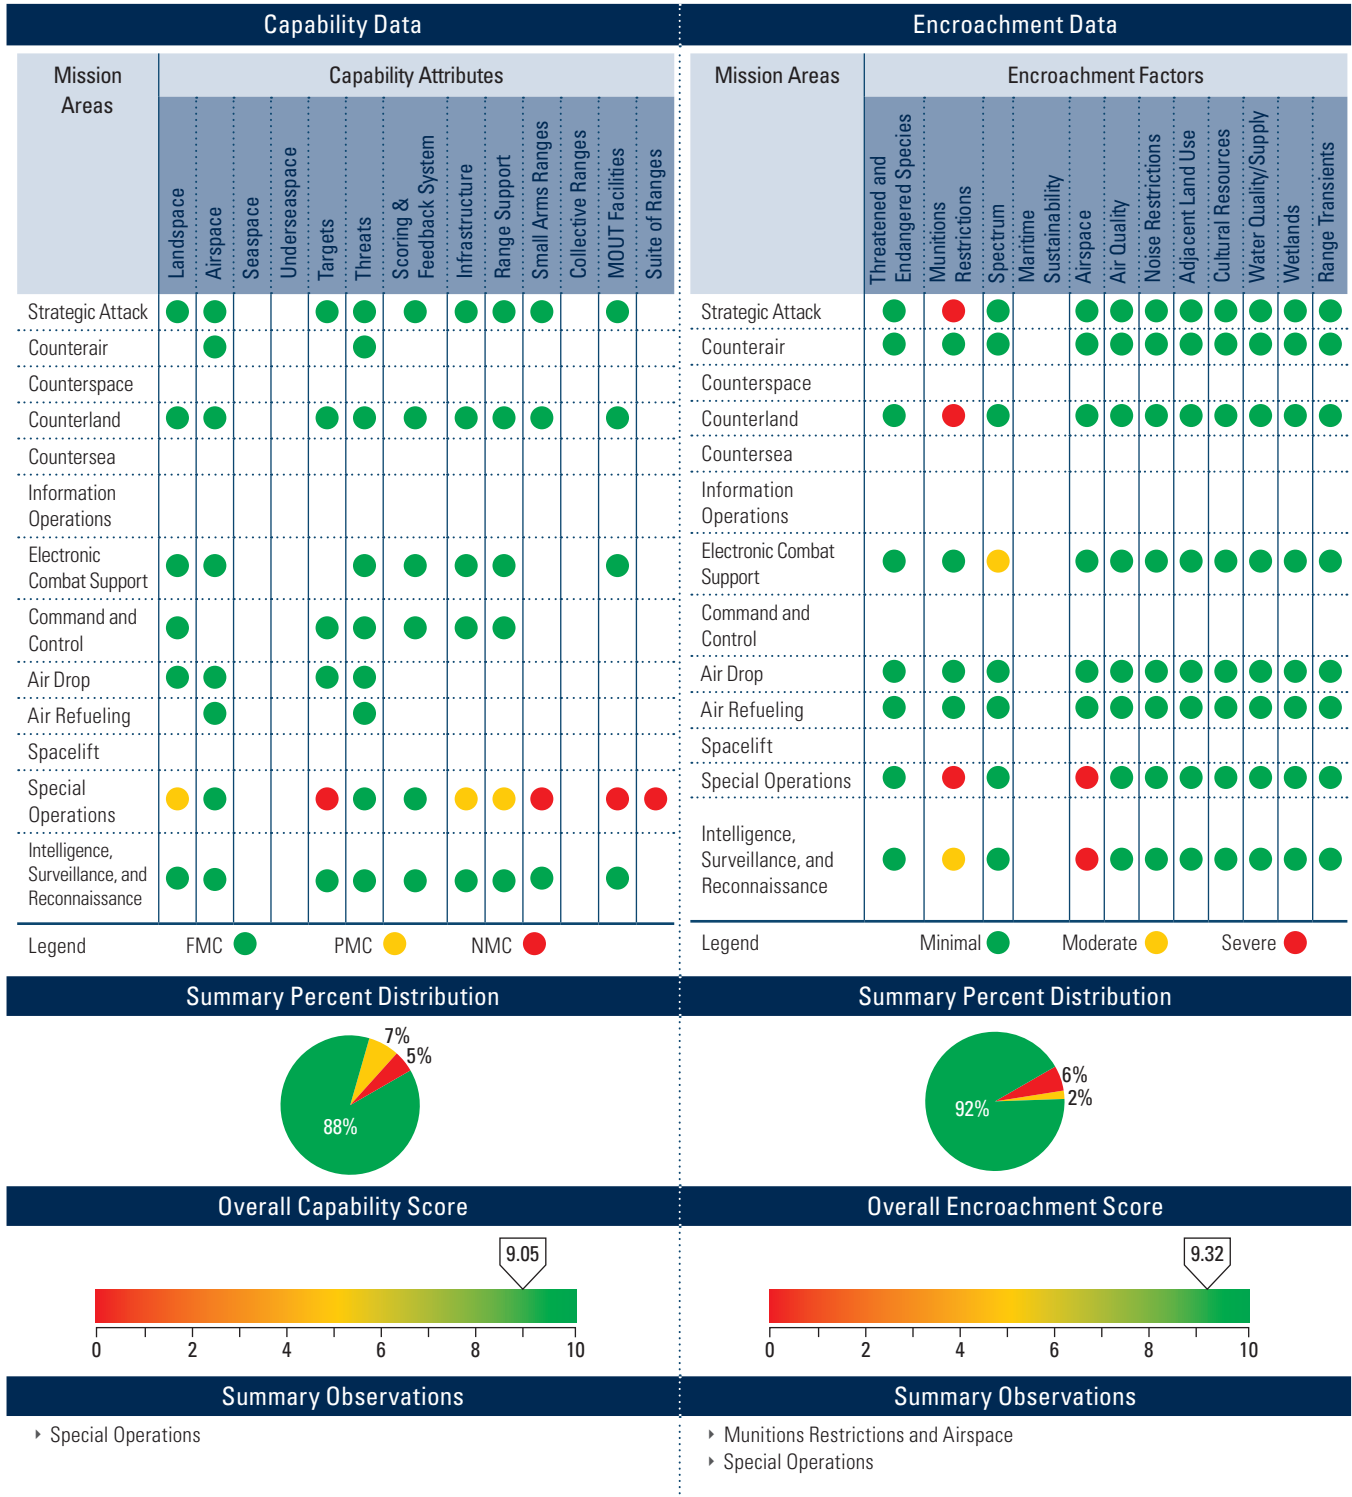 Capability Data
Mission
Areas
Capability Attributes
Landspace
Airspace
Seaspace
Underseaspace
Targets
Threats
Scoring &
Feedback System
Infrastructure
Range Support
Small Arms Ranges
Collective Ranges
MOUT Facilities
Suite of Ranges
Strategic Attack
Counterair
Counterspace
Counterland
Countersea
Information
Operations
Electronic
Combat Support
Command and
Control
Air Drop
Air Refueling
Spacelift
Special
Operations
Intelligence,
Surveillance, and
Reconnaissance
Legend
FMC
PMC
NMC
Summary Percent Distribution
7%
5%
88%
Overall Capability Score
9.05
0 2 4 6 8 10
Summary Observations
‣ Special Operations
Encroachment Data
Mission Areas
Encroachment Factors
Threatened and
Endangered Species
Munitions
Restrictions
Spectrum
Maritime
Sustainability
Airspace
Air Quality
Noise Restrictions
Adjacent Land Use
Cultural Resources
Water Quality/Supply
Wetlands
Range Transients
Strategic Attack
Counterair
Counterspace
Counterland
Countersea
Information
Operations
Electronic Combat
Support
Command and
Control
Air Drop
Air Refueling
Spacelift
Special Operations
Intelligence,
Surveillance, and
Reconnaissance
Legend
Minimal
Moderate
Severe
Summary Percent Distribution
6%
2%
92%
Overall Encroachment Score
9.32
0 2 4 6 8 10
Summary Observations
‣ Munitions Restrictions and Airspace
‣ Special Operations